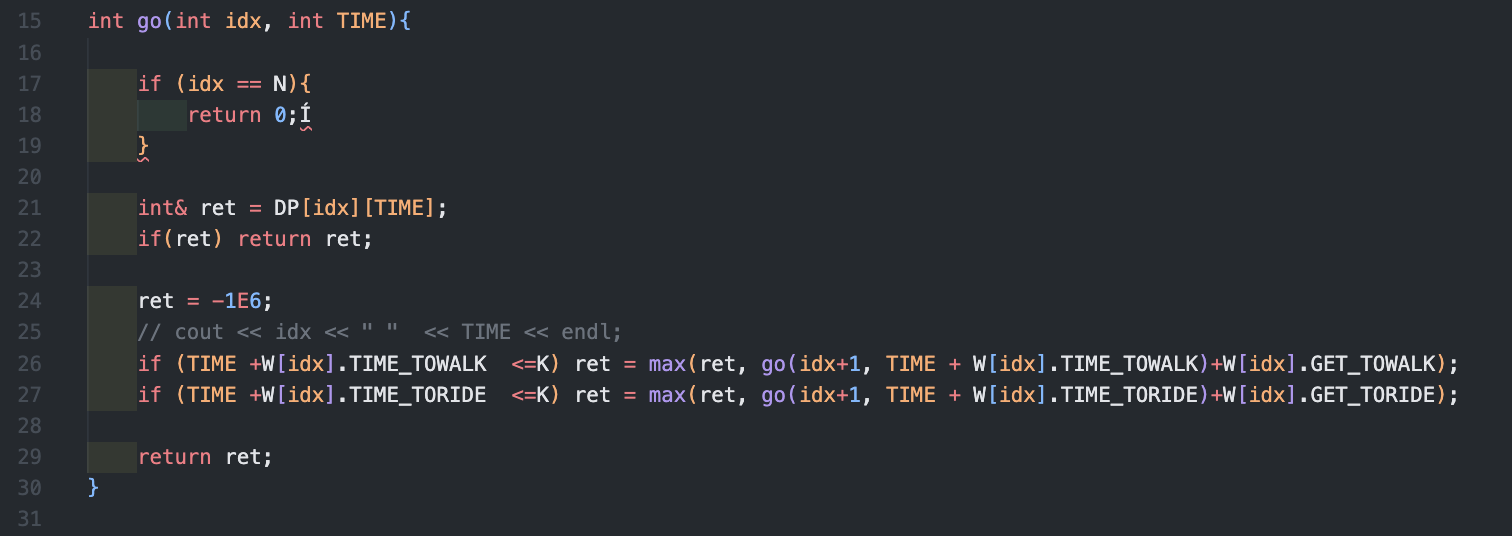 15 int go(int idx, int TIME){
16
17 if (idx == N){
18 return 0;Í
19 }
20
21 int& ret = DP[idx][TIME];
22 if(ret) return ret;
23
24 ret = -1E6;
25 // cout << idx << " "  << TIME << endl;
26 if (TIME +W[idx].TIME_TOWALK  <=K) ret = max(ret, go(idx+1, TIME + W[idx].TIME_TOWALK)+W[idx].GET_TOWALK);
27 if (TIME +W[idx].TIME_TORIDE  <=K) ret = max(ret, go(idx+1, TIME + W[idx].TIME_TORIDE)+W[idx].GET_TORIDE);
28
29 return ret;
30 }
31